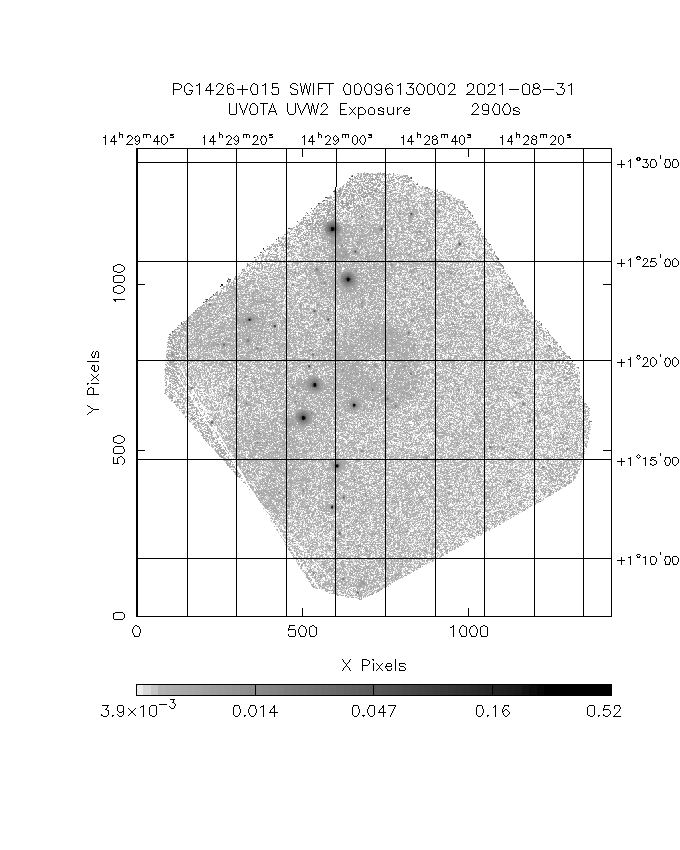 PG1426+015 SWIFT 00096130002 2021-08-31
UVOTA UVW2 Exposure 2900s
14ʰ29ᵐ40ˢ 14ʰ29ᵐ20ˢ 14ʰ29ᵐ00ˢ 14ʰ28ᵐ40ˢ 14ʰ28ᵐ20ˢ
+1°30'00
+1°25'00
1000
+1°20'00
Y Pixels
500
+1°15'00
+1°10'00
0
0 500 1000
X Pixels
3.9×10⁻³ 0.014 0.047 0.16 0.52